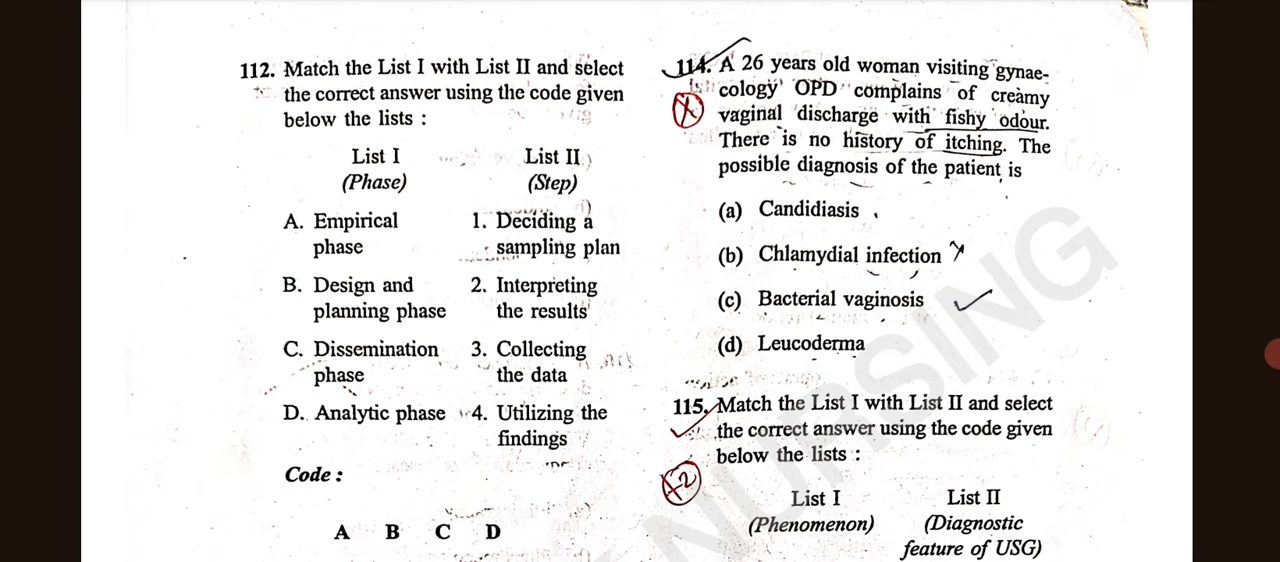 112. Match the List I with List II and select
the correct answer using the code given
below the lists :
List I List II
(Phase) (Step)
A. Empirical 1. Deciding a
phase sampling plan
B. Design and 2. Interpreting
planning phase the results
C. Dissemination 3. Collecting
phase the data
D. Analytic phase 4. Utilizing the
findings
Code :
A B C D
114. A 26 years old woman visiting gynae-
cology OPD complains of creamy
vaginal discharge with fishy odour.
There is no history of itching. The
possible diagnosis of the patient is
(a) Candidiasis
(b) Chlamydial infection
(c) Bacterial vaginosis
(d) Leucoderma
115. Match the List I with List II and select
the correct answer using the code given
below the lists :
+2
List I List II
(Phenomenon) (Diagnostic
feature of USG)
NURSING